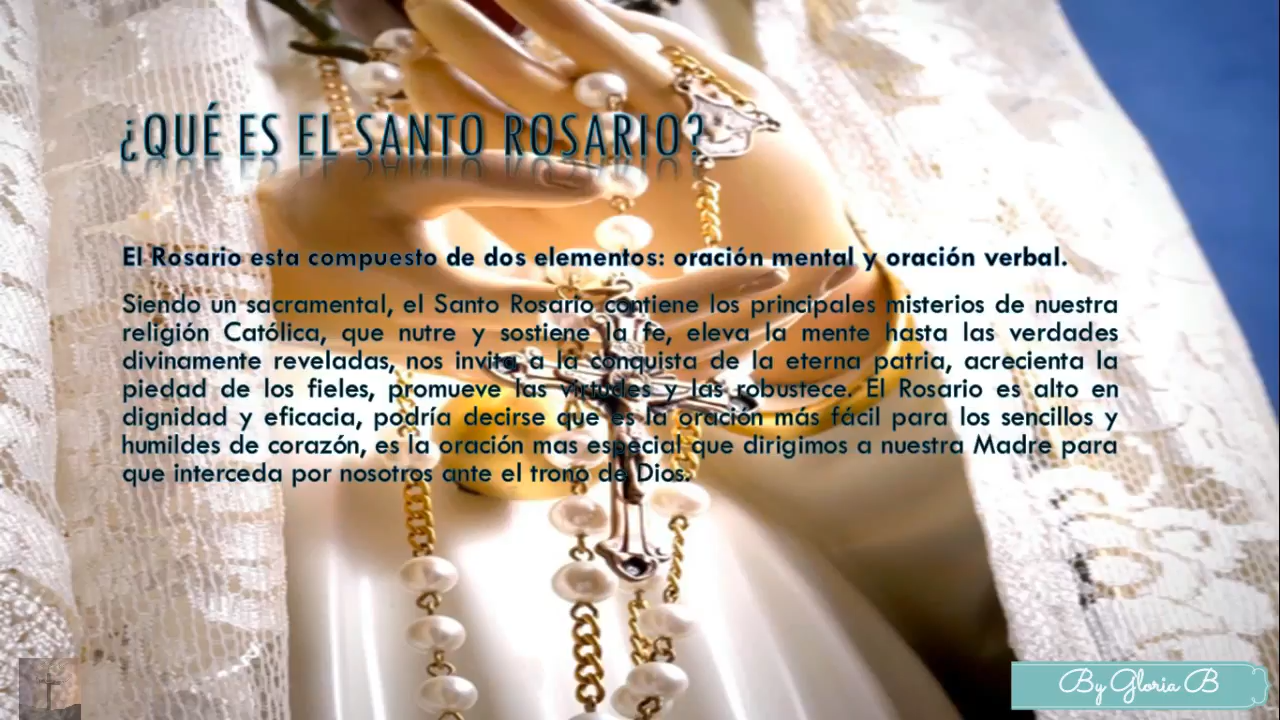 ¿QUÉ ES EL SANTO ROSARIO?
El Rosario esta compuesto de dos elementos: oración mental y oración verbal.
Siendo un sacramental, el Santo Rosario contiene los principales misterios de nuestra
religión Católica, que nutre y sostiene la fe, eleva la mente hasta las verdades
divinamente reveladas, nos invita a la conquista de la eterna patria, acrecienta la
piedad de los fieles, promueve las virtudes y las robustece. El Rosario es alto en
dignidad y eficacia, podría decirse que es la oración más fácil para los sencillos y
humildes de corazón, es la oración mas especial que dirigimos a nuestra Madre para
que interceda por nosotros ante el trono de Dios.
By Gloria B